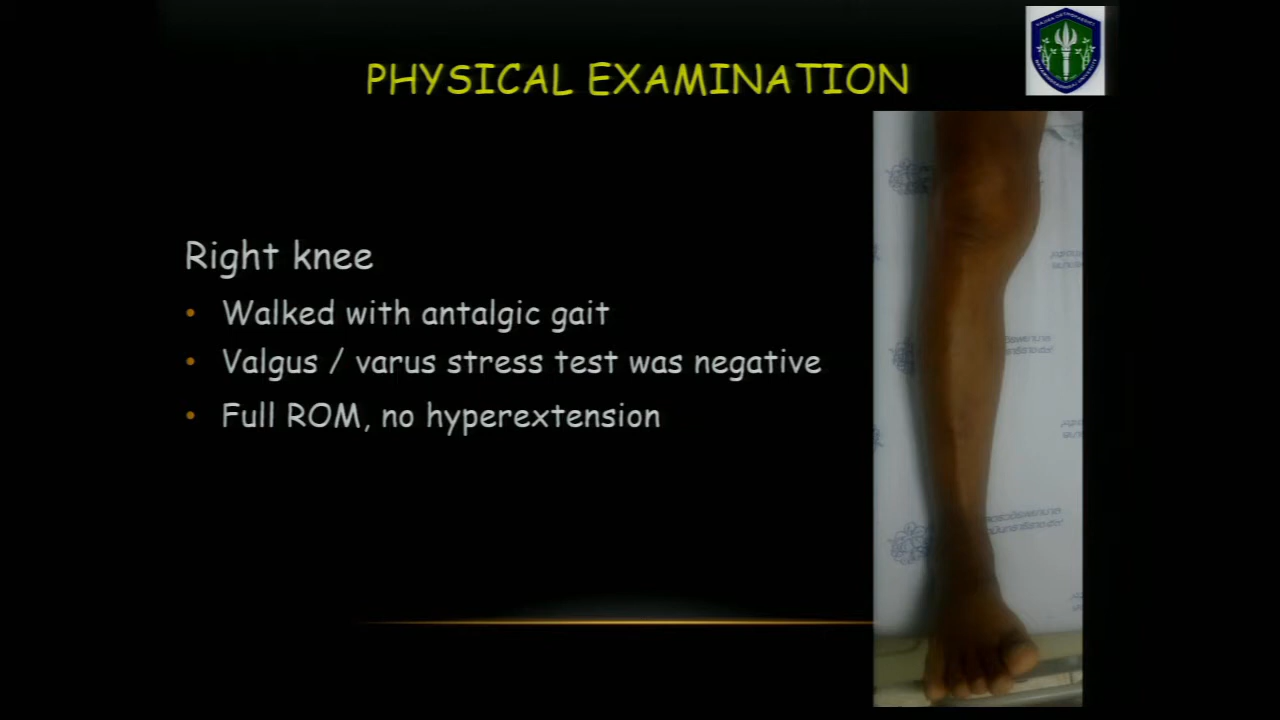 PHYSICAL EXAMINATION
Right knee
• Walked with antalgic gait
• Valgus / varus stress test was negative
• Full ROM, no hyperextension